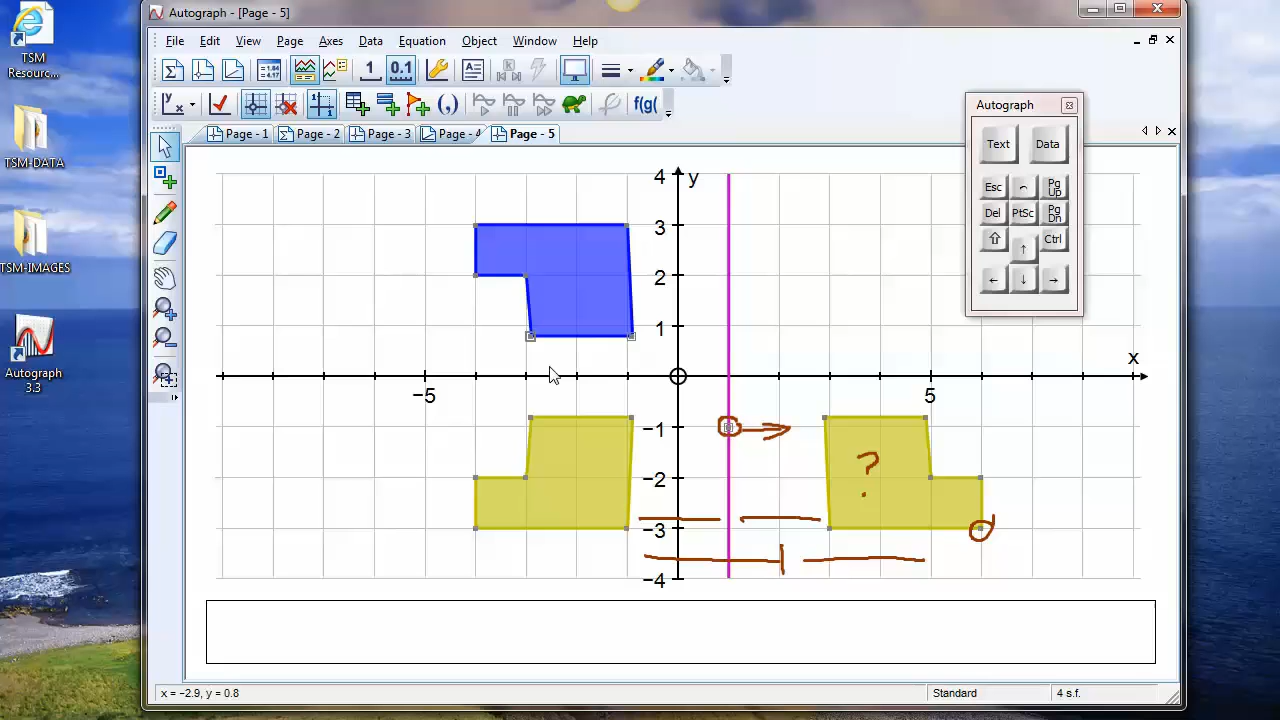 TSM
Resourc...
TSM-DATA
TSM-IMAGES
Autograph
3.3
Autograph - [Page - 5]
File Edit View Page Axes Data Equation Object Window Help
1 0.1
f(g(
Page - 1 Page - 2 Page - 3 Page - 4 Page - 5
Autograph
Text Data
Esc Pg Up
Del PtSc Pg Dn
Ctrl
4 y
3
2
1
0
x
−5 5
−1
−2
−3
−4
?
x = −2.9, y = 0.8 Standard 4 s.f.